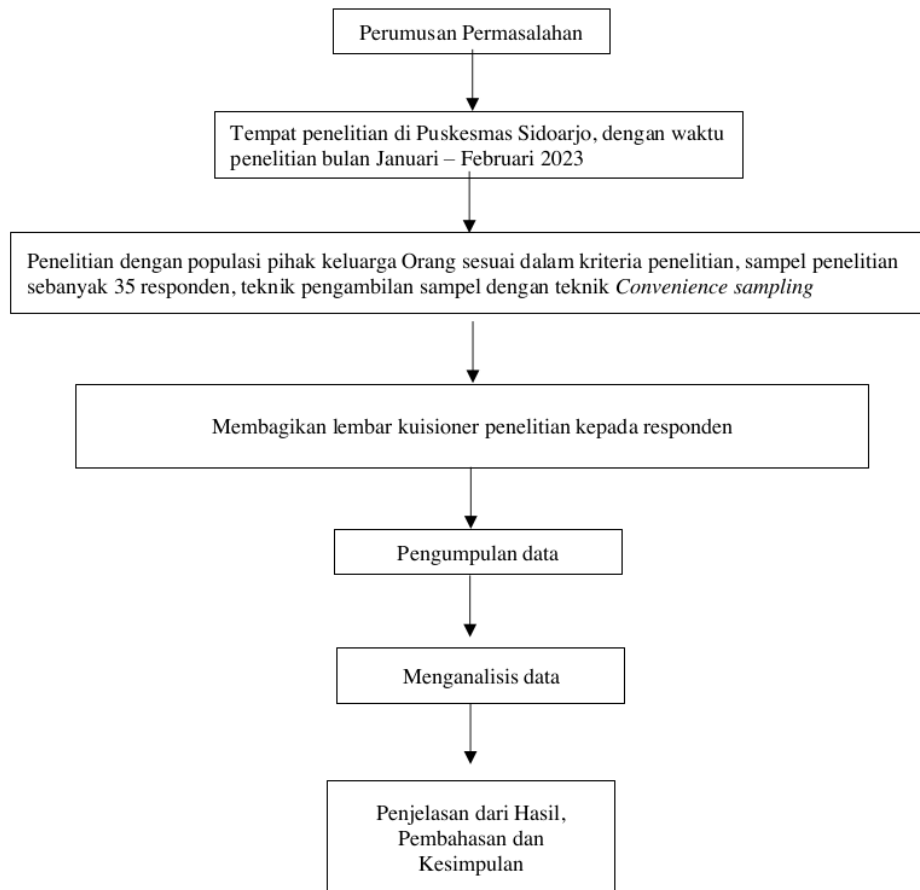 Perumusan Permasalahan
Tempat penelitian di Puskesmas Sidoarjo, dengan waktu
penelitian bulan Januari – Februari 2023
Penelitian dengan populasi pihak keluarga Orang sesuai dalam kriteria penelitian, sampel penelitian
sebanyak 35 responden, teknik pengambilan sampel dengan teknik Convenience sampling
Membagikan lembar kuisioner penelitian kepada responden
Pengumpulan data
Menganalisis data
Penjelasan dari Hasil,
Pembahasan dan
Kesimpulan